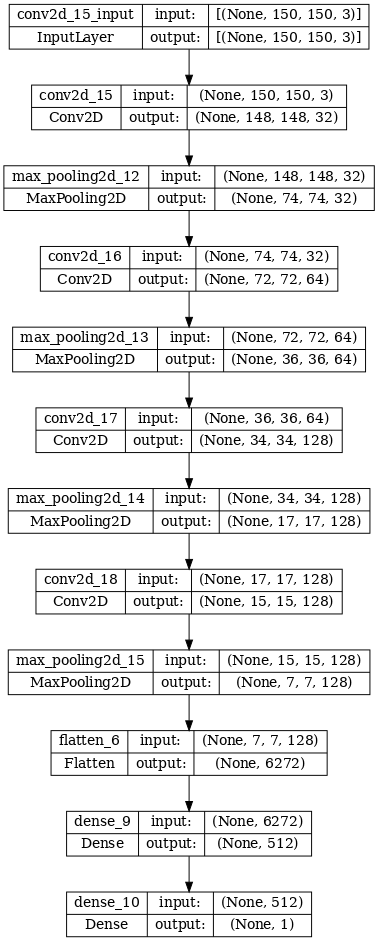 conv2d_15_input input: [(None, 150, 150, 3)]
InputLayer output: [(None, 150, 150, 3)]
conv2d_15 input: (None, 150, 150, 3)
Conv2D output: (None, 148, 148, 32)
max_pooling2d_12 input: (None, 148, 148, 32)
MaxPooling2D output: (None, 74, 74, 32)
conv2d_16 input: (None, 74, 74, 32)
Conv2D output: (None, 72, 72, 64)
max_pooling2d_13 input: (None, 72, 72, 64)
MaxPooling2D output: (None, 36, 36, 64)
conv2d_17 input: (None, 36, 36, 64)
Conv2D output: (None, 34, 34, 128)
max_pooling2d_14 input: (None, 34, 34, 128)
MaxPooling2D output: (None, 17, 17, 128)
conv2d_18 input: (None, 17, 17, 128)
Conv2D output: (None, 15, 15, 128)
max_pooling2d_15 input: (None, 15, 15, 128)
MaxPooling2D output: (None, 7, 7, 128)
flatten_6 input: (None, 7, 7, 128)
Flatten output: (None, 6272)
dense_9 input: (None, 6272)
Dense output: (None, 512)
dense_10 input: (None, 512)
Dense output: (None, 1)